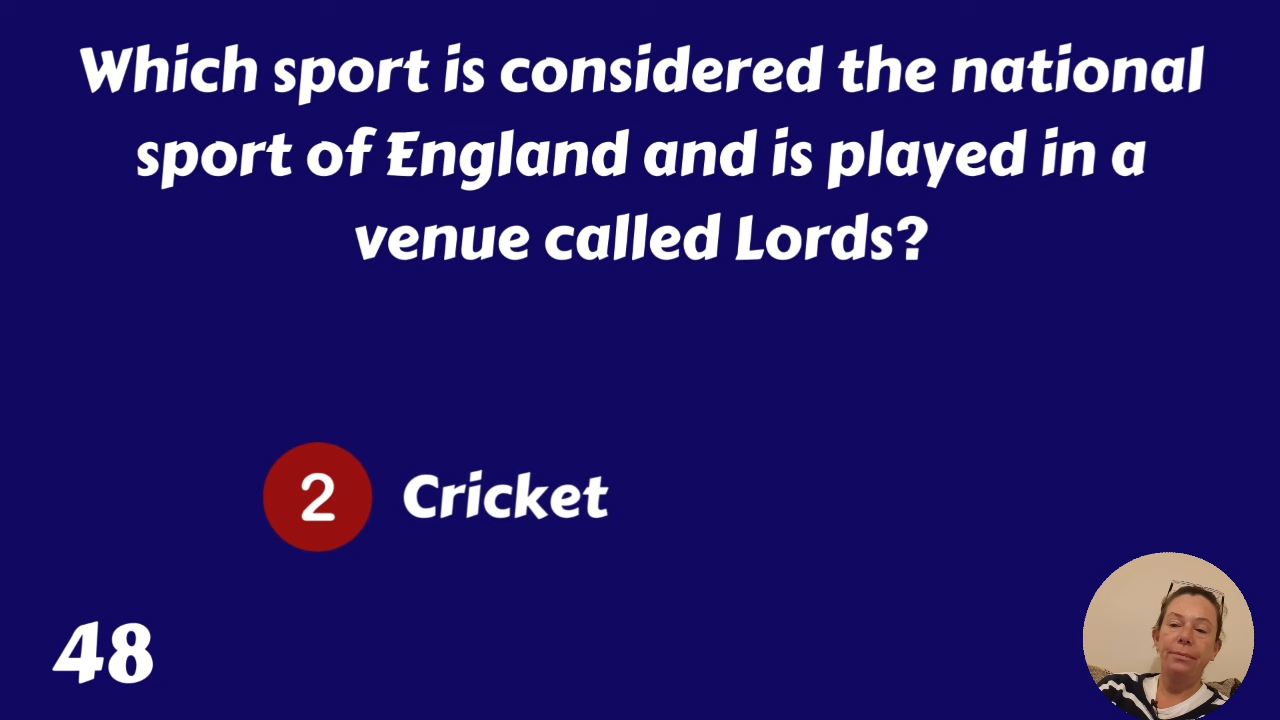 Which sport is considered the national
sport of England and is played in a
venue called Lords?
2 Cricket
48